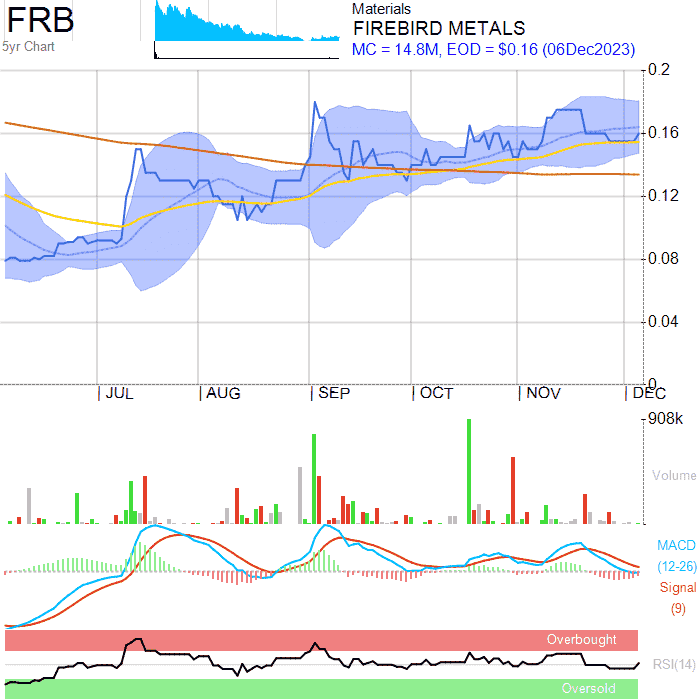 FRB
5yr Chart
Materials
FIREBIRD METALS
MC = 14.8M, EOD = $0.16 (06Dec2023)
0.2
0.16
0.12
0.08
0.04
0
JUL AUG SEP OCT NOV DEC
908k
Volume
MACD
(12-26)
Signal
(9)
Overbought
RSI(14)
Oversold